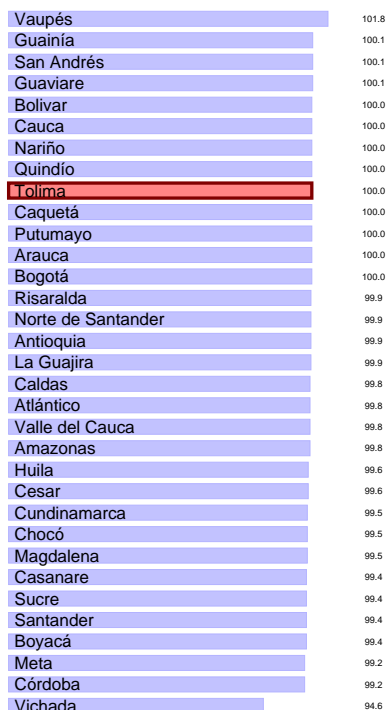 Vaupés 101.8
Guainía 100.1
San Andrés 100.1
Guaviare 100.1
Bolivar 100.0
Cauca 100.0
Nariño 100.0
Quindío 100.0
Tolima 100.0
Caquetá 100.0
Putumayo 100.0
Arauca 100.0
Bogotá 100.0
Risaralda 99.9
Norte de Santander 99.9
Antioquia 99.9
La Guajira 99.9
Caldas 99.8
Atlántico 99.8
Valle del Cauca 99.8
Amazonas 99.8
Huila 99.6
Cesar 99.6
Cundinamarca 99.5
Chocó 99.5
Magdalena 99.5
Casanare 99.4
Sucre 99.4
Santander 99.4
Boyacá 99.4
Meta 99.2
Córdoba 99.2
Vichada 94.6